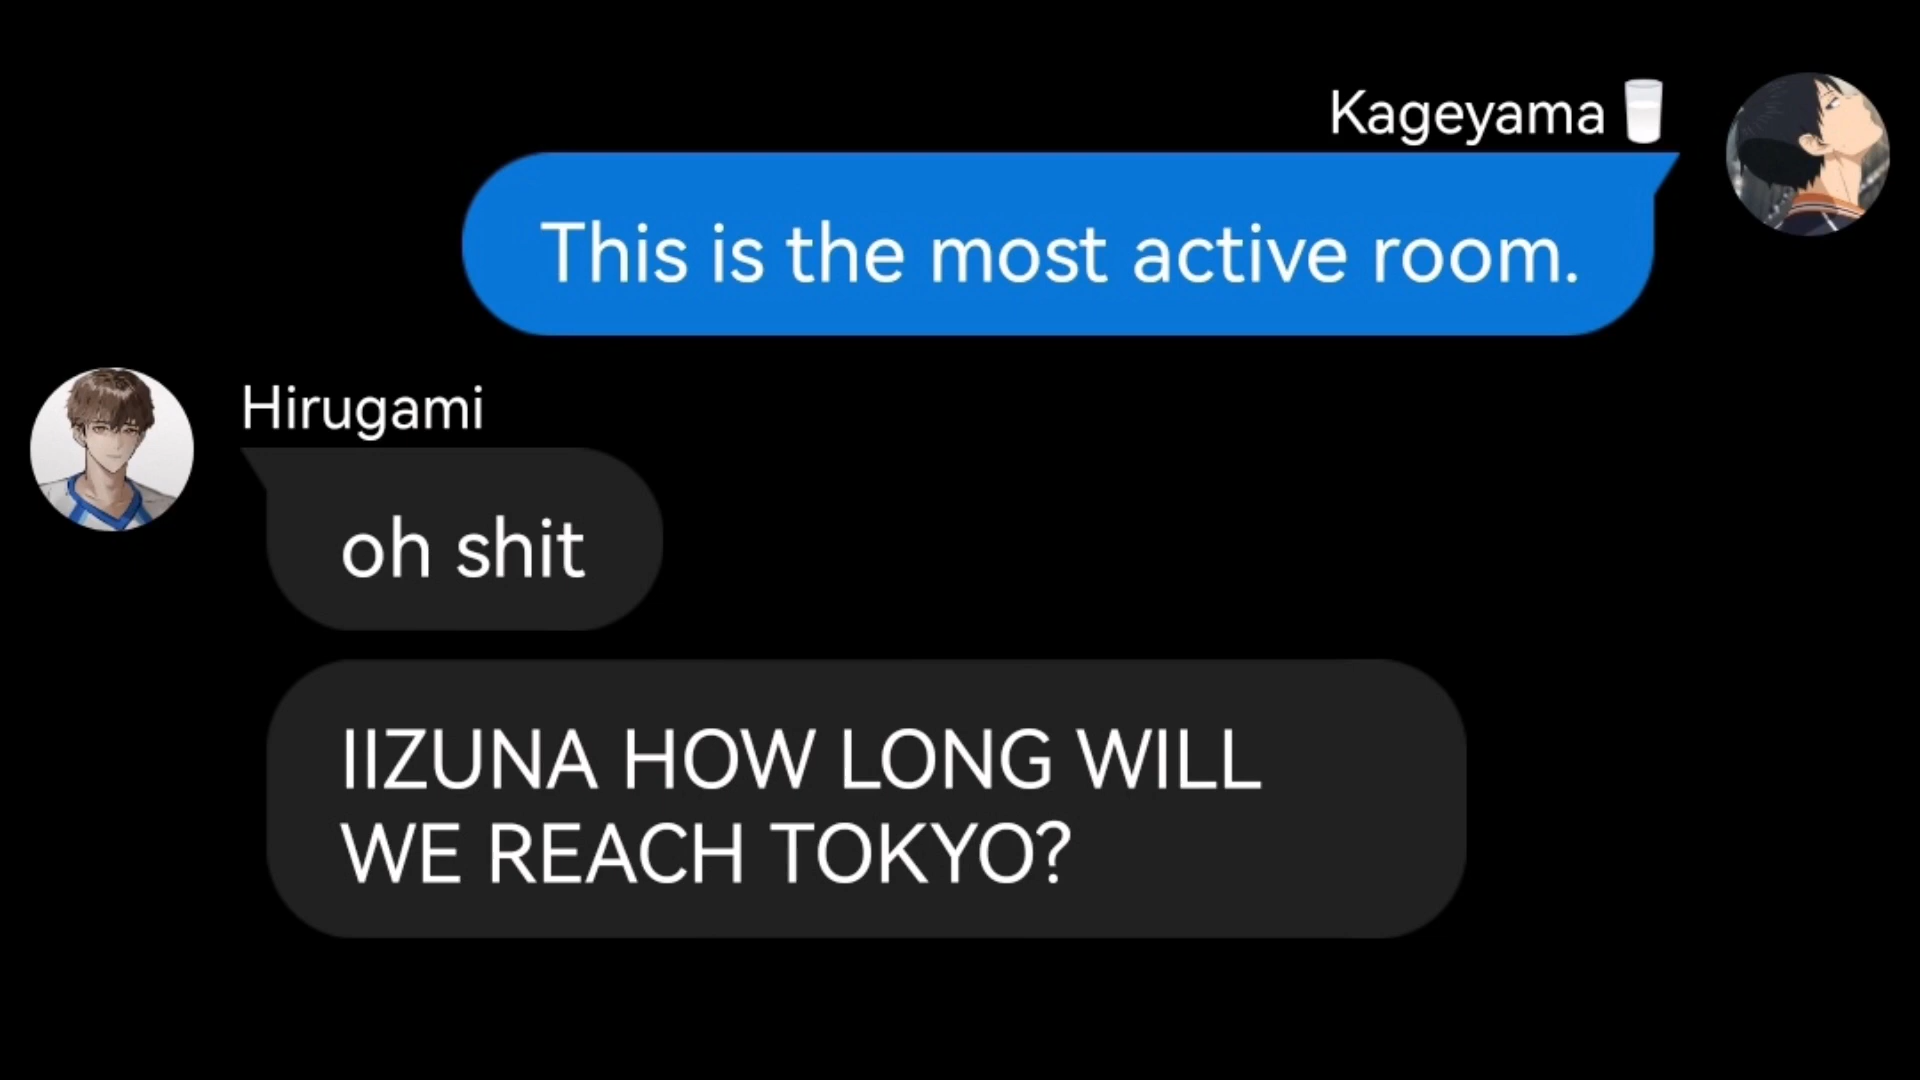 Kageyama🥛
This is the most active room.
Hirugami
oh shit
IIZUNA HOW LONG WILL
WE REACH TOKYO?